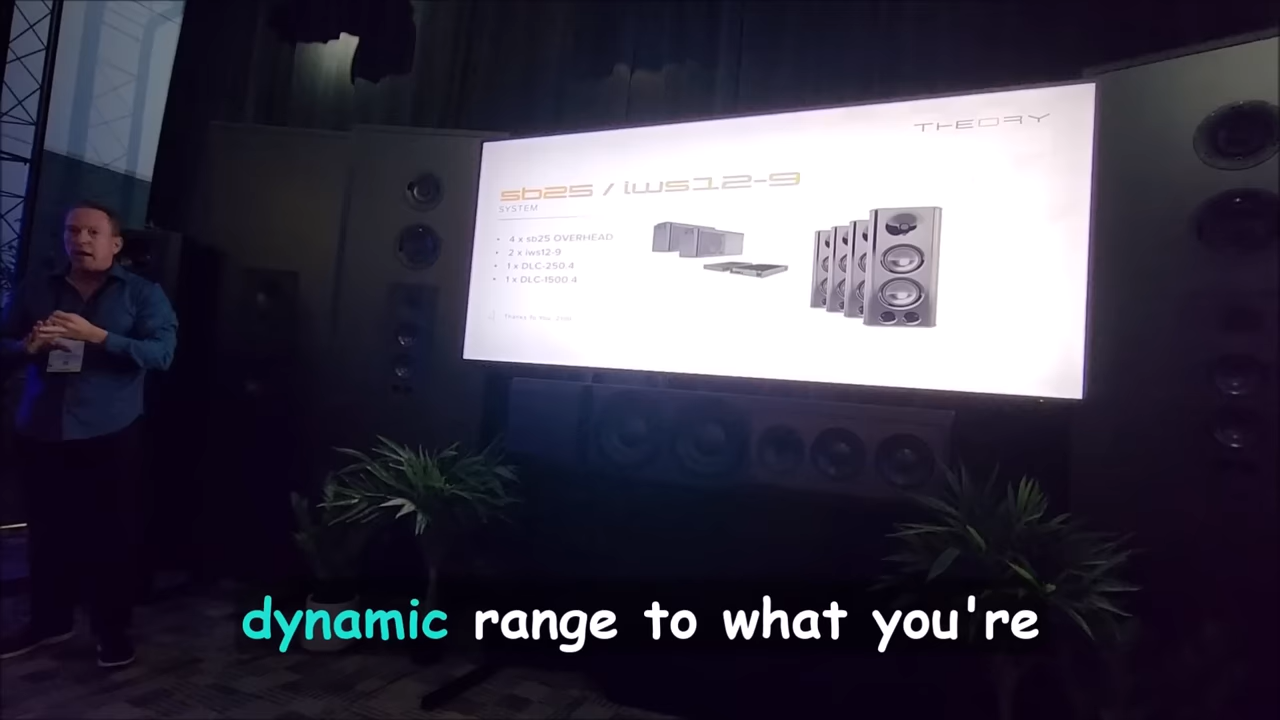 THEORY
sb25 / iws12-9
SYSTEM
• 4 x sb25 OVERHEAD
• 2 x iws12-9
• 1 x DLC-250.4
• 1 x DLC-1500.4
dynamic range to what you're